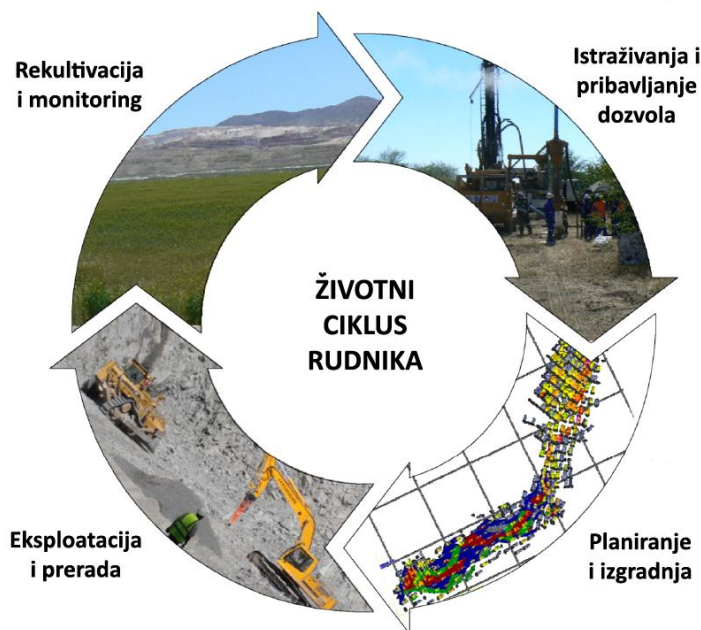 Rekultivacija
i monitoring
Istraživanja i
pribavljanje
dozvola
ŽIVOTNI
CIKLUS
RUDNIKA
Eksploatacija
i prerada
Planiranje
i izgradnja